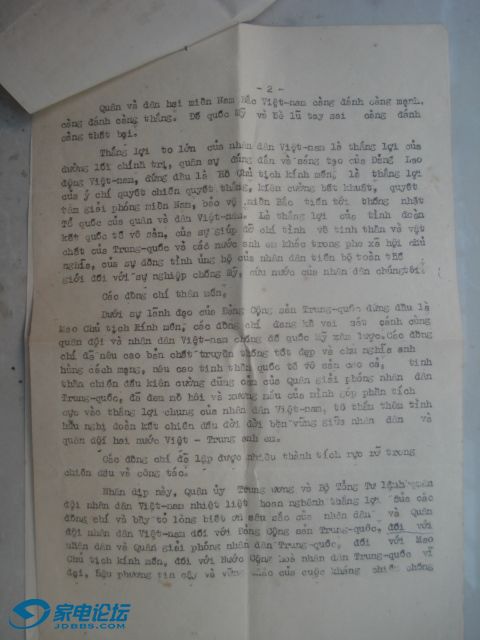 - 2 -
Quân và dân hai miền Nam Bắc Việt-nam càng đánh càng mạnh,
càng đánh càng thắng. Đế quốc Mỹ và bè lũ tay sai càng đánh
càng thất bại.
Thắng lợi to lớn của nhân dân Việt-nam là thắng lợi của
đường lối chính trị, quân sự đúng đắn và sáng tạo của Đảng Lao
động Việt-nam, đứng đầu là Hồ Chủ tịch kính mến, là thắng lợi
của ý chí quyết chiến quyết thắng, kiên cường bất khuất, quyết
tâm giải phóng miền Nam, bảo vệ miền Bắc tiến tới thống nhất
Tổ quốc của quân và dân Việt-nam. Là thắng lợi của tình đoàn
kết quốc tế vô sản, của sự giúp đỡ chí tình về tinh thần và vật
chất của Trung-quốc và các nước anh em khác trong phe xã hội chủ
nghĩa, của sự đồng tình ủng hộ của nhân dân tiến bộ toàn thế
giới đối với sự nghiệp chống Mỹ, cứu nước của nhân dân chúngtôi.
Các đồng chí thân mến,
Dưới sự lãnh đạo của Đảng Cộng sản Trung-quốc đứng đầu là
Mao Chủ tịch kính mến, các đồng chí đang kề vai sát cánh cùng
quân đội và nhân dân Việt-nam chống đế quốc Mỹ xâm lược.Các đồng
chí đã nêu cao bản chất truyền thống tốt đẹp và chủ nghĩa anh
hùng cách mạng, nêu cao tinh thần quốc tế vô sản cao cả, tinh
thần chiến đấu kiên cường dũng cảm của Quân giải phóng nhân dân
Trung-quốc, đã đem mồ hôi và xương máu của mình góp phần tích
cực vào thắng lợi chung của nhân dân Việt-nam, tô thắm thêm tình
hữu nghị đoàn kết chiến đấu đời đời bền vững giữa nhân dân và
quân đội hai nước Việt - Trung anh em.
Các đồng chí đã lập được nhiều thành tích rực rỡ trong
chiến đấu và công tác.
Nhân dịp này, Quân ủy Trung ương và Bộ Tổng Tư lệnh quân
đội nhân dân Việt-nam nhiệt liệt hoan nghênh thắng lợi của các
đồng chí và bày tỏ lòng biết ơn sâu sắc của nhân dân và Quân
đội nhân dân Việt-nam đối với Đảng Cộng sản Trung-quốc, đối với
nhân dân và Quân giải phóng nhân dân Trung-quốc, đối với Mao
Chủ tịch kính mến, đối với Nước Cộng hoà nhân dân Trung-quốc vĩ
đại, hậu phương tin cậy và vững chắc của cuộc kháng chiến chống
家电论坛
JDBBS.COM